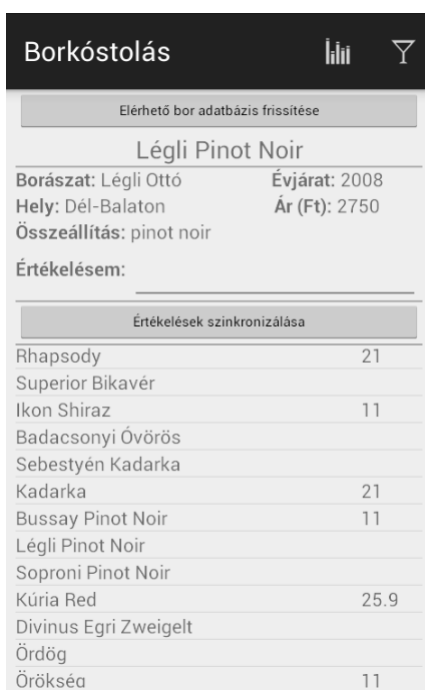 Borkóstolás
Elérhető bor adatbázis frissítése
Légli Pinot Noir
Borászat: Légli Ottó Évjárat: 2008
Hely: Dél-Balaton Ár (Ft): 2750
Összeállítás: pinot noir
Értékelésem:
Értékelések szinkronizálása
Rhapsody 21
Superior Bikavér
Ikon Shiraz 11
Badacsonyi Óvörös
Sebestyén Kadarka
Kadarka 21
Bussay Pinot Noir 11
Légli Pinot Noir
Soproni Pinot Noir
Kúria Red 25.9
Divinus Egri Zweigelt
Ördög
Örökség 11